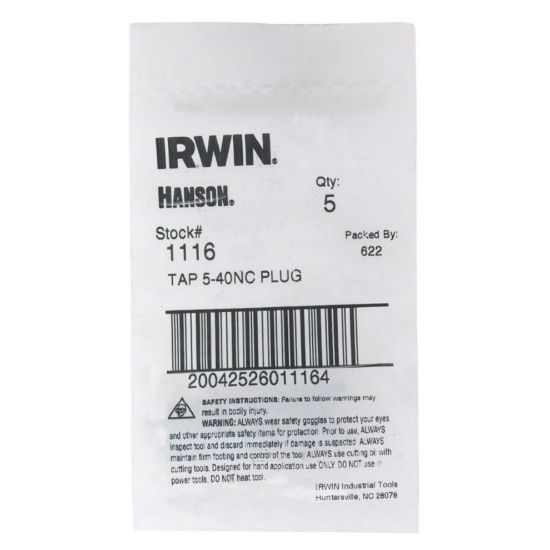 IRWIN®
HANSON®
Qty:
5
Stock#
1116
Packed By:
622
TAP 5-40NC PLUG
20042526011164
SAFETY INSTRUCTIONS: Failure to follow warnings may
result in bodily injury.
WARNING: ALWAYS wear safety goggles to protect your eyes
and other appropriate safety items for protection. Prior to use, ALWAYS
inspect tool and discard immediately if damage is suspected. ALWAYS
maintain firm footing and control of the tool. ALWAYS use cutting oil with
cutting tools. Designed for hand application use ONLY. DO NOT use in
power tools. DO NOT heat tool.
IRWIN Industrial Tools
Huntersville, NC 28078